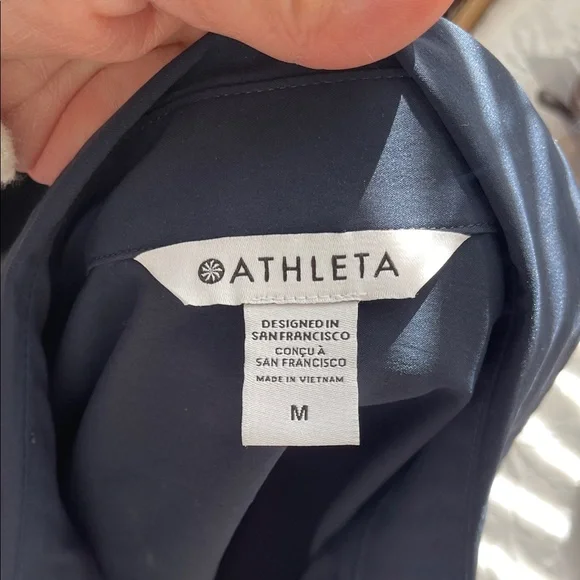 ATHLETA
DESIGNED IN
SAN FRANCISCO
CONÇU À
SAN FRANCISCO
MADE IN VIETNAM
M